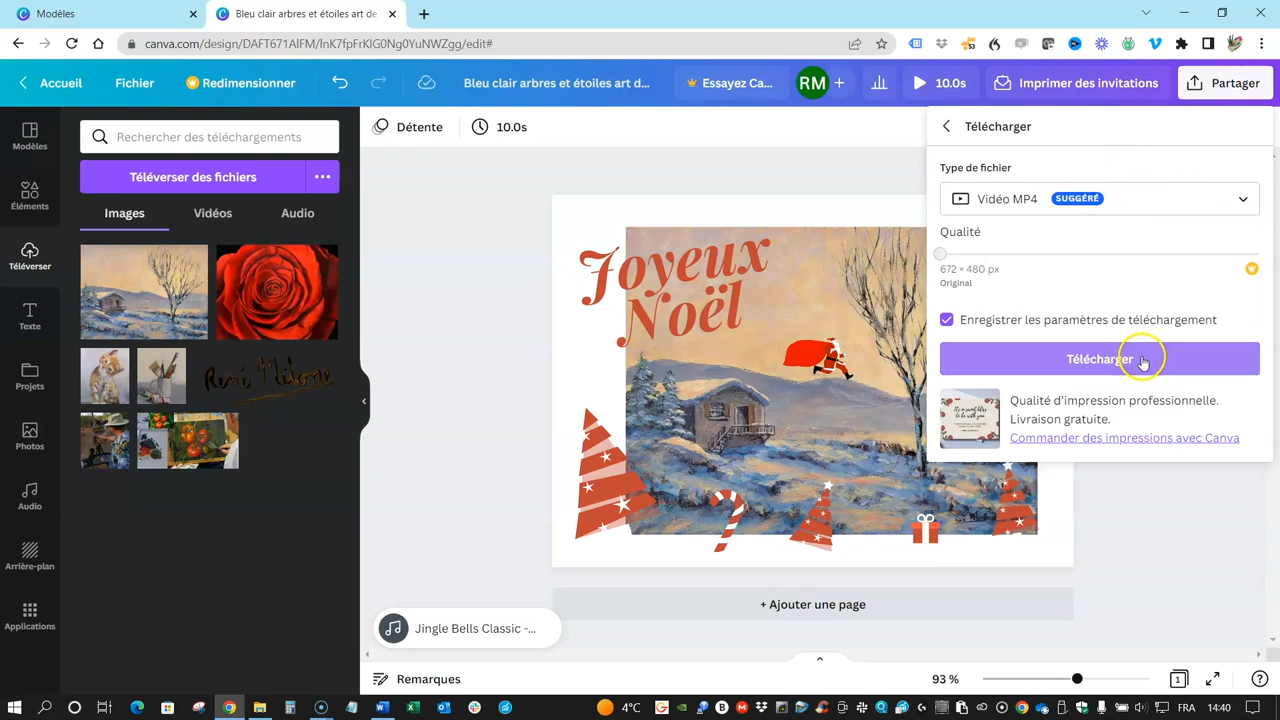 Modèles
Bleu clair arbres et étoiles art de
canva.com/design/DAFT671AlFM/lnK7fpFrKIG0Ng0YuNWZgg/edit#
Accueil
Fichier
Redimensionner
Bleu clair arbres et étoiles art d...
Essayez Ca...
RM
10.0s
Imprimer des invitations
Partager
Modèles
Éléments
Téléverser
Texte
Projets
Photos
Audio
Arrière-plan
Applications
Rechercher des téléchargements
Téléverser des fichiers
Images
Vidéos
Audio
René Milone
Détente
10.0s
Joyeux
Noël
+ Ajouter une page
Jingle Bells Classic -...
Télécharger
Type de fichier
Vidéo MP4
SUGGÉRÉ
Qualité
672 × 480 px
Original
Enregistrer les paramètres de téléchargement
Télécharger
Qualité d'impression professionnelle.
Livraison gratuite.
Commander des impressions avec Canva
Remarques
93 %
1
4°C
FRA
14:40